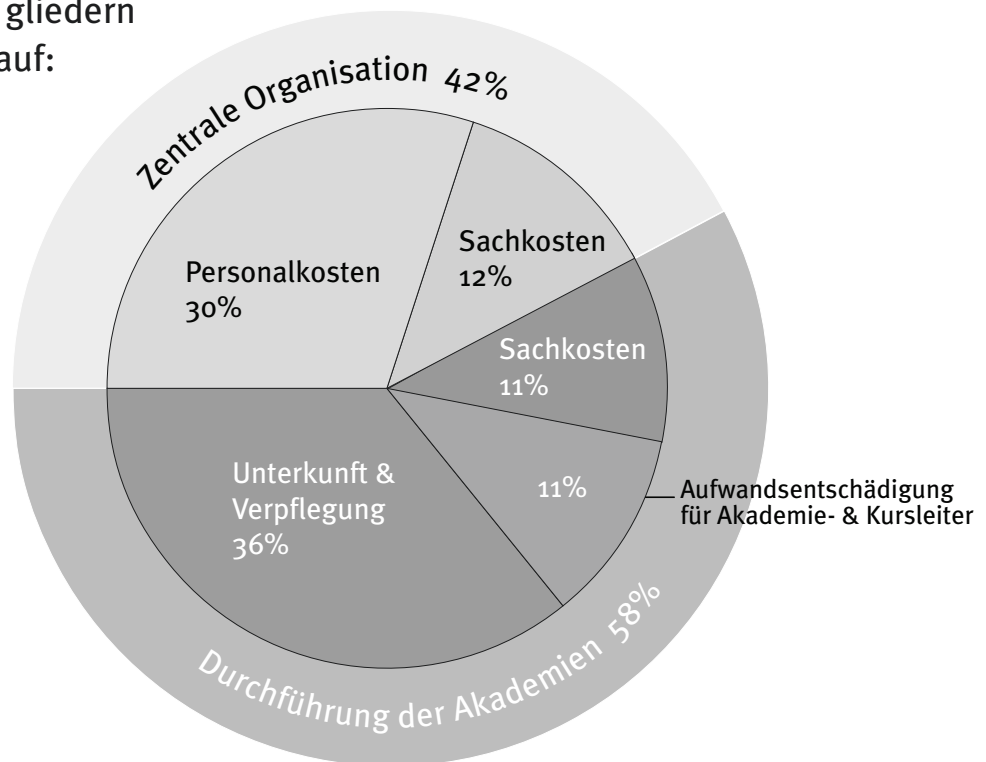 gliedern
auf:
Zentrale Organisation 42%
Personalkosten
30%
Sachkosten
12%
Sachkosten
11%
11%
Aufwandsentschädigung
für Akademie- & Kursleiter
Unterkunft &
Verpflegung
36%
Durchführung der Akademien 58%